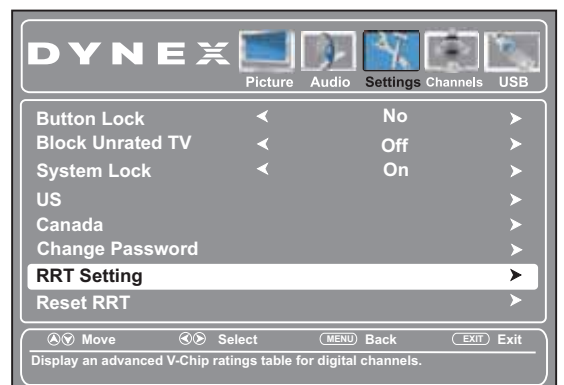 DYNEX
Picture Audio Settings Channels USB
Button Lock No
Block Unrated TV Off
System Lock On
US
Canada
Change Password
RRT Setting
Reset RRT
Move Select MENU Back EXIT Exit
Display an advanced V-Chip ratings table for digital channels.